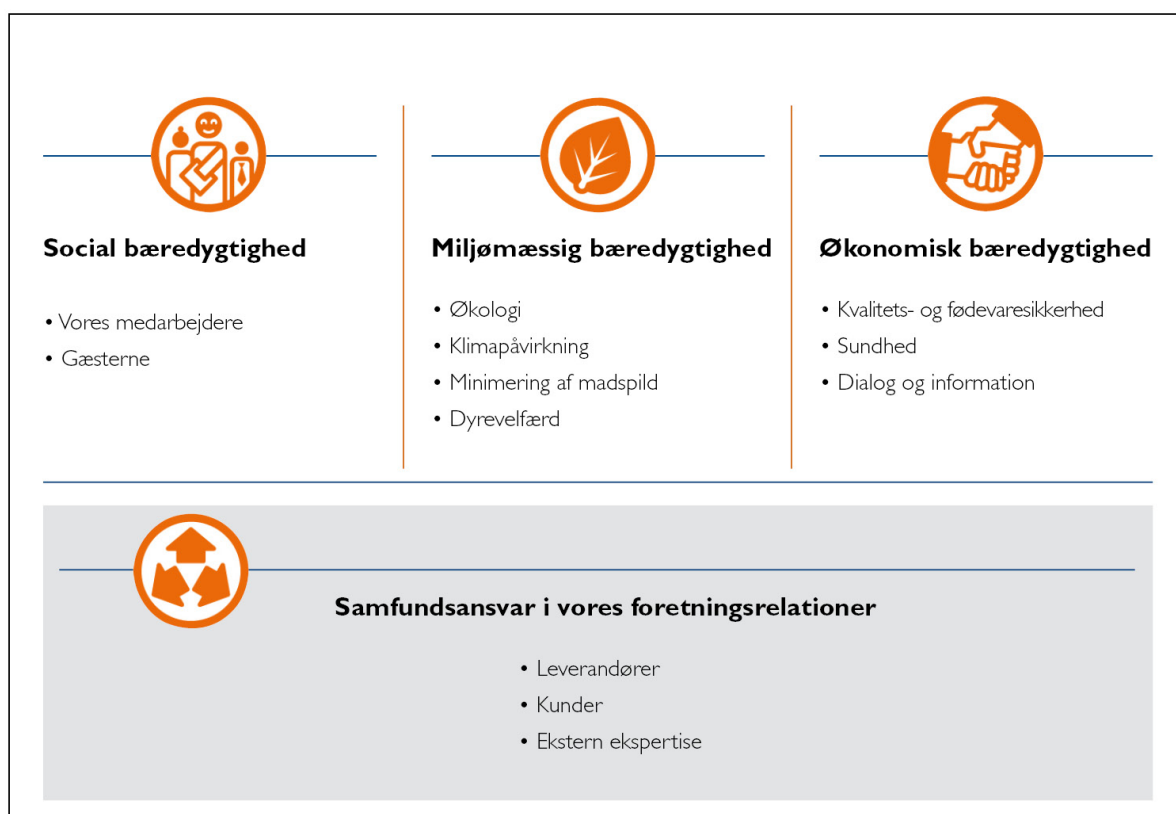 Social bæredygtighed
• Vores medarbejdere
• Gæsterne
Miljømæssig bæredygtighed
• Økologi
• Klimapåvirkning
• Minimering af madspild
• Dyrevelfærd
Økonomisk bæredygtighed
• Kvalitets- og fødevaresikkerhed
• Sundhed
• Dialog og information
Samfundsansvar i vores foretningsrelationer
• Leverandører
• Kunder
• Ekstern ekspertise